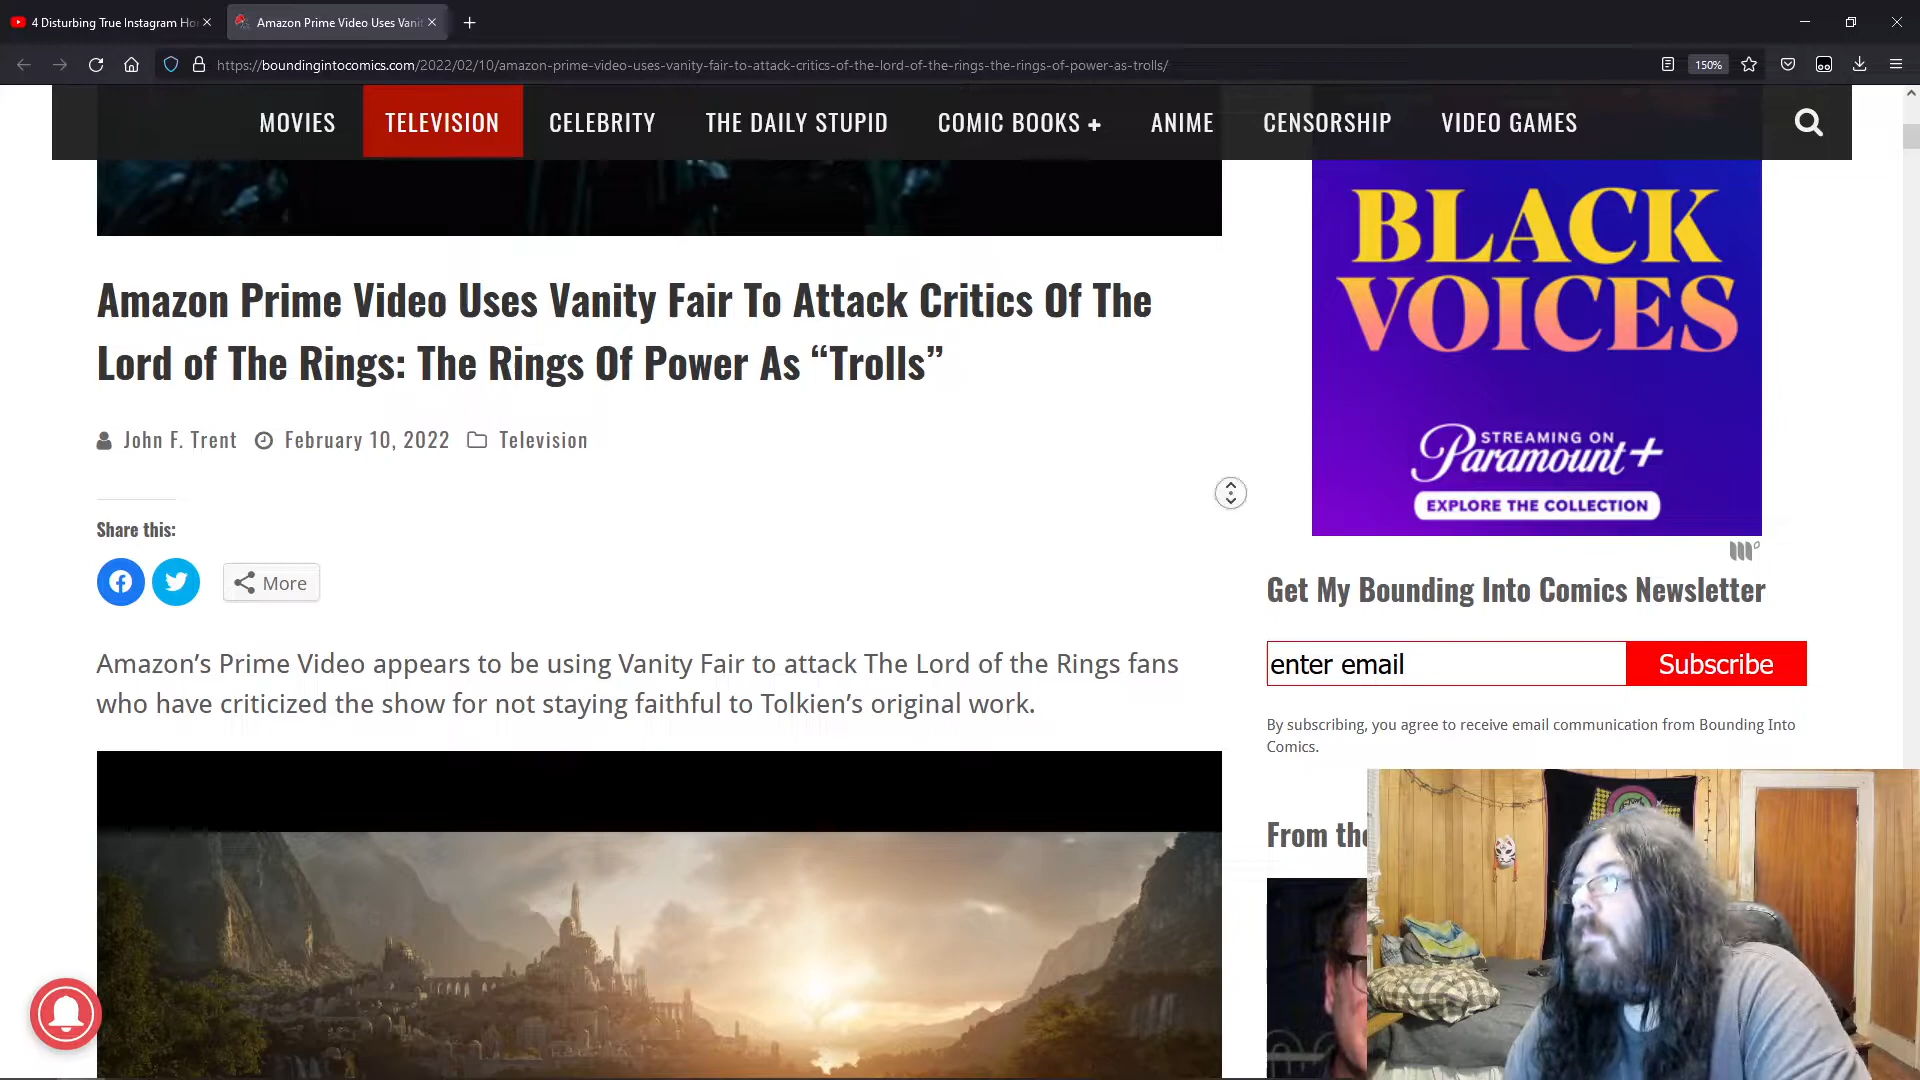 4 Disturbing True Instagram Ho
Amazon Prime Video Uses Vanit
https://boundingintocomics.com/2022/02/10/amazon-prime-video-uses-vanity-fair-to-attack-critics-of-the-lord-of-the-rings-the-rings-of-power-as-trolls/
150%
MOVIES
TELEVISION
CELEBRITY
THE DAILY STUPID
COMIC BOOKS +
ANIME
CENSORSHIP
VIDEO GAMES
Amazon Prime Video Uses Vanity Fair To Attack Critics Of The
Lord of The Rings: The Rings Of Power As “Trolls”
John F. Trent
February 10, 2022
Television
Share this:
More
Amazon’s Prime Video appears to be using Vanity Fair to attack The Lord of the Rings fans
who have criticized the show for not staying faithful to Tolkien’s original work.
BLACK
VOICES
STREAMING ON
Paramount+
EXPLORE THE COLLECTION
Get My Bounding Into Comics Newsletter
enter email
Subscribe
By subscribing, you agree to receive email communication from Bounding Into
Comics.
From the